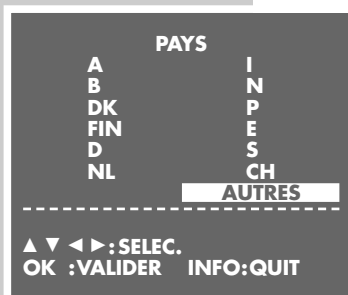 PAYS
A I
B N
DK P
FIN E
D S
NL CH
AUTRES
▲ ▼ ◄ ►: SELEC.
OK :VALIDER INFO:QUIT